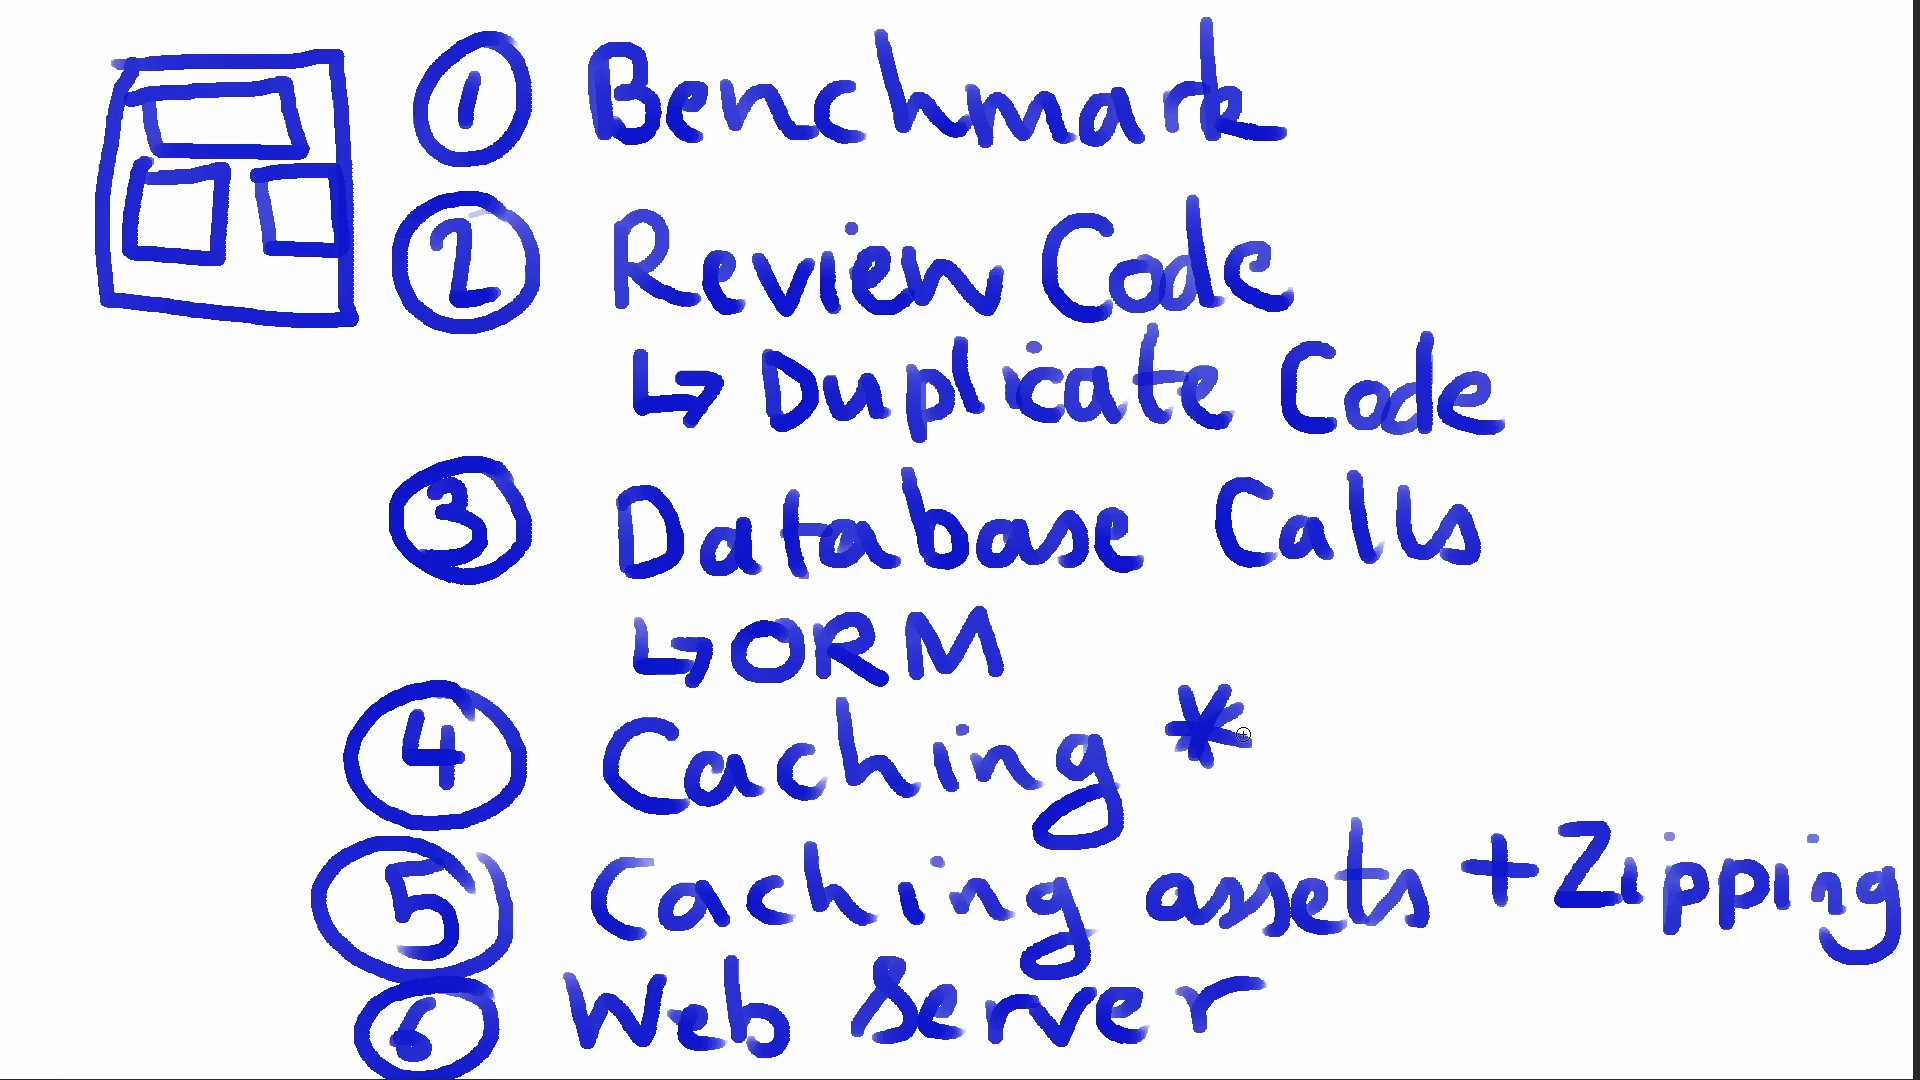 1 Benchmark
2 Review Code
↳ Duplicate Code
3 Database Calls
↳ ORM
4 Caching *
5 Caching assets + Zipping
6 Web Server